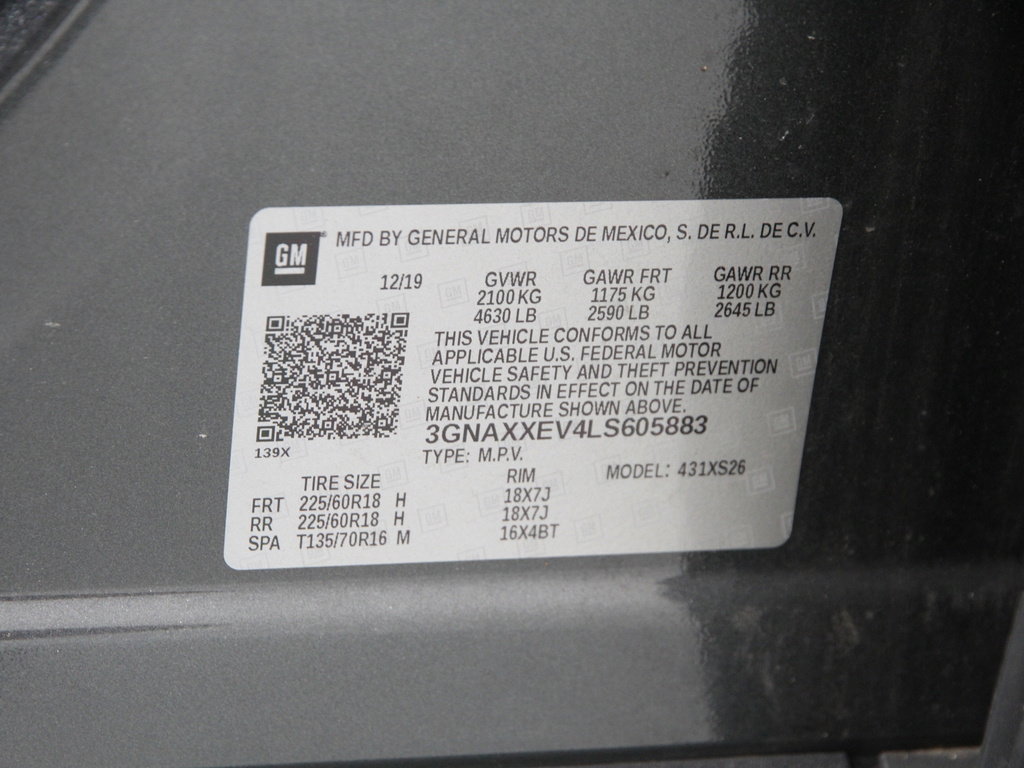 GM
MFD BY GENERAL MOTORS DE MEXICO, S. DE R.L. DE C.V.
12/19 GVWR GAWR FRT GAWR RR
2100 KG 1175 KG 1200 KG
4630 LB 2590 LB 2645 LB
THIS VEHICLE CONFORMS TO ALL
APPLICABLE U.S. FEDERAL MOTOR
VEHICLE SAFETY AND THEFT PREVENTION
STANDARDS IN EFFECT ON THE DATE OF
MANUFACTURE SHOWN ABOVE.
3GNAXXEV4LS605883
139X
TYPE: M.P.V.
TIRE SIZE RIM MODEL: 431XS26
FRT 225/60R18 H 18X7J
RR 225/60R18 H 18X7J
SPA T135/70R16 M 16X4BT